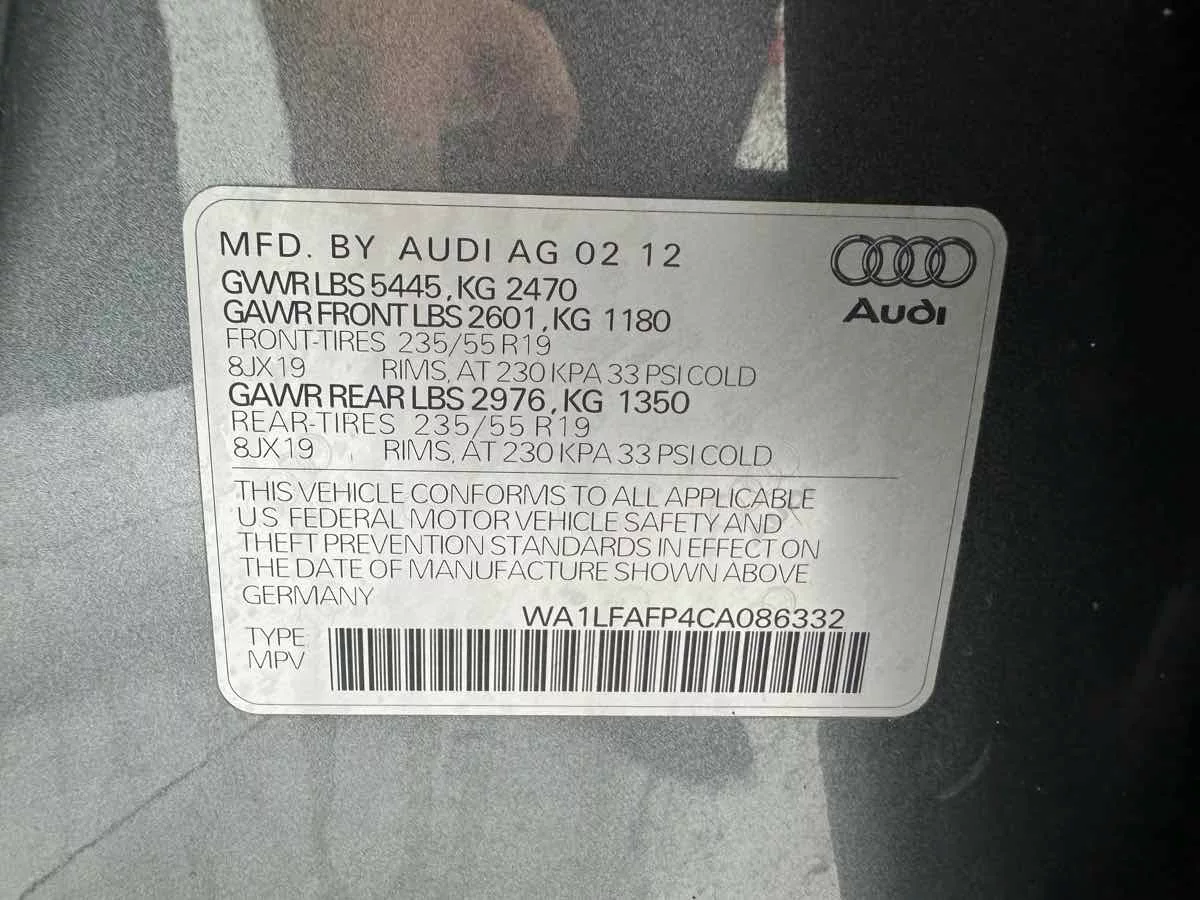 MFD. BY AUDI AG 02 12
GVWR LBS 5445, KG 2470
GAWR FRONT LBS 2601, KG 1180
FRONT-TIRES 235/55 R19
8JX19 RIMS, AT 230 KPA 33 PSI COLD
GAWR REAR LBS 2976, KG 1350
REAR-TIRES 235/55 R19
8JX19 RIMS, AT 230 KPA 33 PSI COLD
Audi
THIS VEHICLE CONFORMS TO ALL APPLICABLE
U S FEDERAL MOTOR VEHICLE SAFETY AND
THEFT PREVENTION STANDARDS IN EFFECT ON
THE DATE OF MANUFACTURE SHOWN ABOVE
GERMANY
WA1LFAFP4CA086332
TYPE
MPV